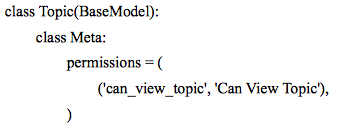 class Topic(BaseModel):
class Meta:
permissions = (
('can_view_topic', 'Can View Topic'),
)